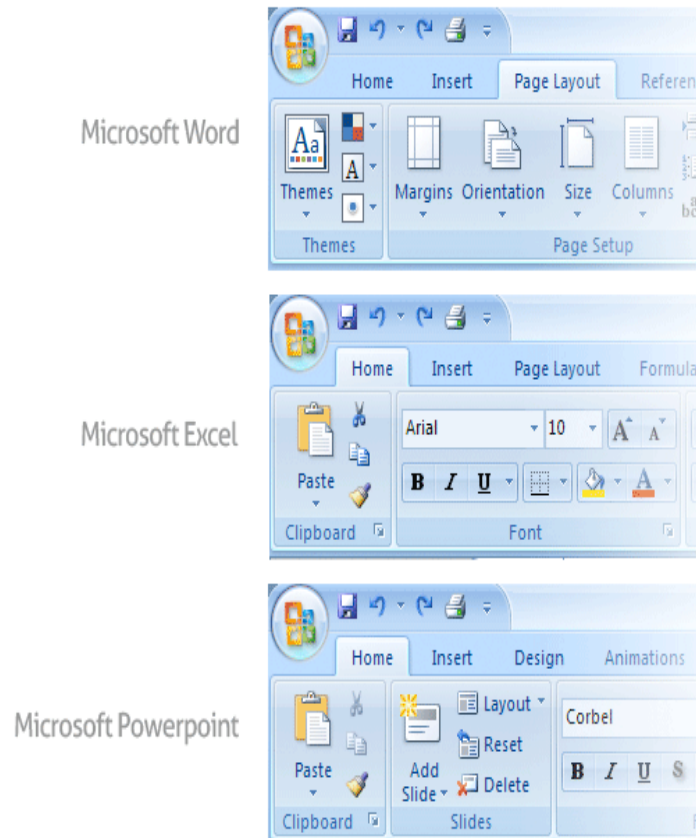 Microsoft Word
Home Insert Page Layout Referen
Aa
A
Themes Margins Orientation Size Columns
Themes Page Setup
Microsoft Excel
Home Insert Page Layout Formula
Arial 10 A A
Paste B I U A
Clipboard Font
Microsoft Powerpoint
Home Insert Design Animations
Layout
Corbel
Reset
Paste Add Slide Delete B I U S
Clipboard Slides